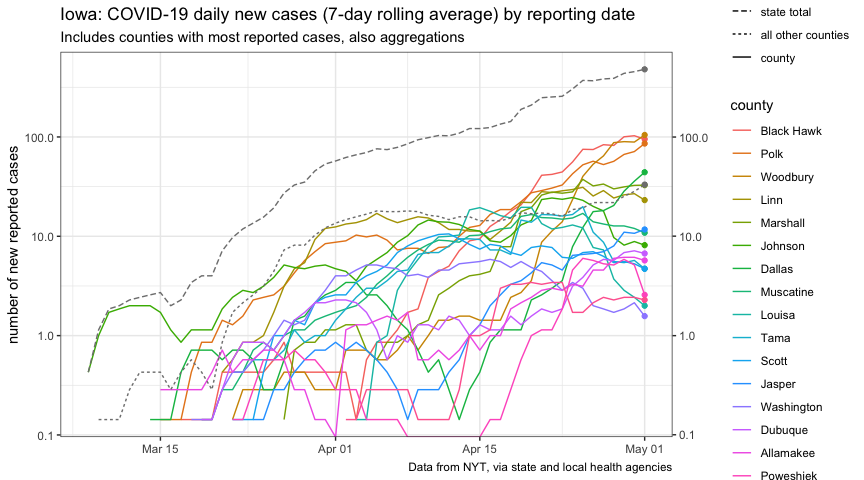 Iowa: COVID-19 daily new cases (7-day rolling average) by reporting date
Includes counties with most reported cases, also aggregations
number of new reported cases
100.0
10.0
1.0
0.1
100.0
10.0
1.0
0.1
Mar 15
Apr 01
Apr 15
May 01
Data from NYT, via state and local health agencies
state total
all other counties
county
county
Black Hawk
Polk
Woodbury
Linn
Marshall
Johnson
Dallas
Muscatine
Louisa
Tama
Scott
Jasper
Washington
Dubuque
Allamakee
Poweshiek